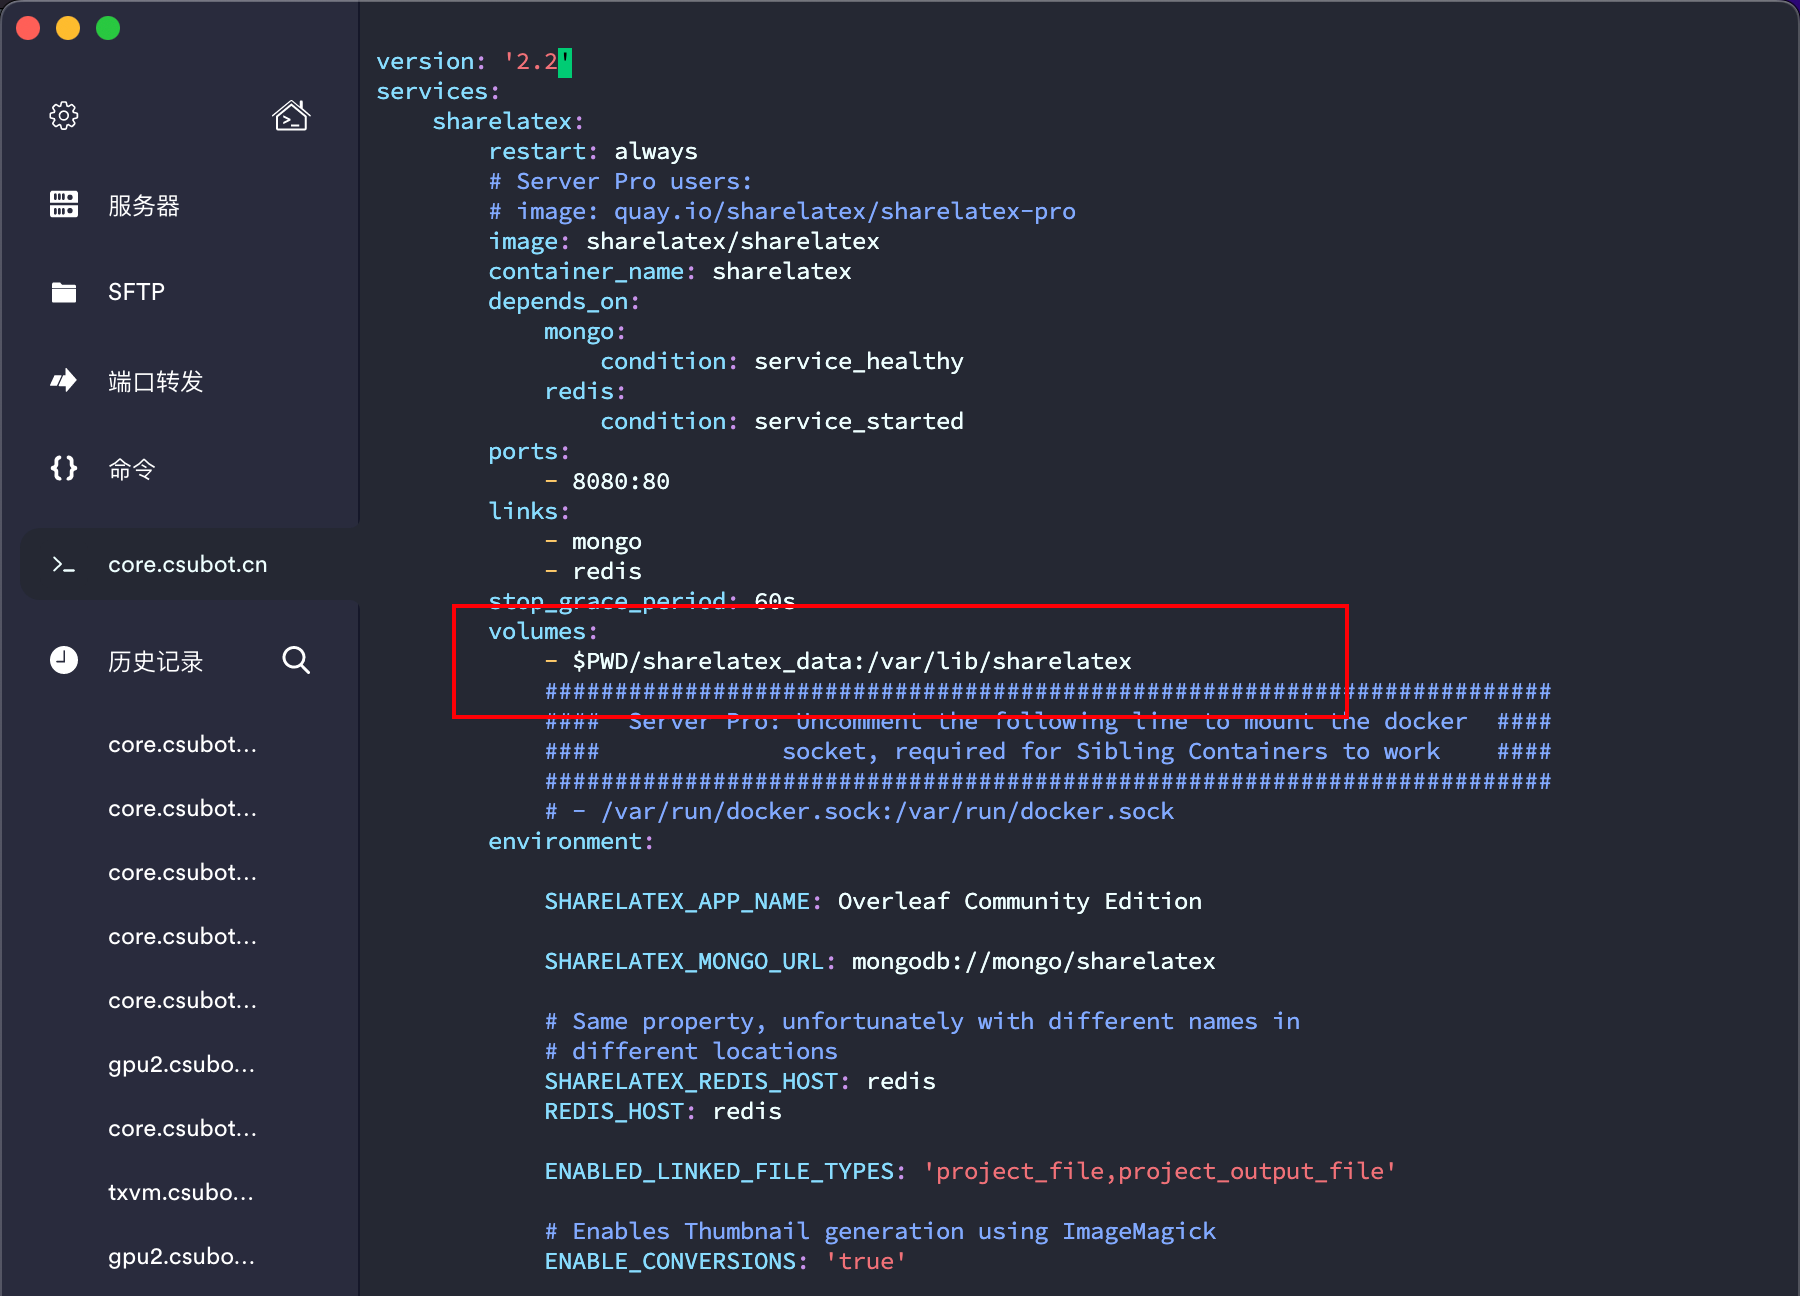 服务器
SFTP
端口转发
命令
core.csubot.cn
历史记录
core.csubot...
core.csubot...
core.csubot...
core.csubot...
core.csubot...
gpu2.csubo...
core.csubot...
txvm.csubo...
gpu2.csubo...
version: '2.2'
services:
    sharelatex:
        restart: always
        # Server Pro users:
        # image: quay.io/sharelatex/sharelatex-pro
        image: sharelatex/sharelatex
        container_name: sharelatex
        depends_on:
            mongo:
                condition: service_healthy
            redis:
                condition: service_started
        ports:
            - 8080:80
        links:
            - mongo
            - redis
        stop_grace_period: 60s
        volumes:
            - $PWD/sharelatex_data:/var/lib/sharelatex
            ########################################################################
            ####  Server Pro: Uncomment the following line to mount the docker  ####
            ####             socket, required for Sibling Containers to work    ####
            ########################################################################
            # - /var/run/docker.sock:/var/run/docker.sock
        environment:
            SHARELATEX_APP_NAME: Overleaf Community Edition
            SHARELATEX_MONGO_URL: mongodb://mongo/sharelatex
            # Same property, unfortunately with different names in
            # different locations
            SHARELATEX_REDIS_HOST: redis
            REDIS_HOST: redis
            ENABLED_LINKED_FILE_TYPES: 'project_file,project_output_file'
            # Enables Thumbnail generation using ImageMagick
            ENABLE_CONVERSIONS: 'true'